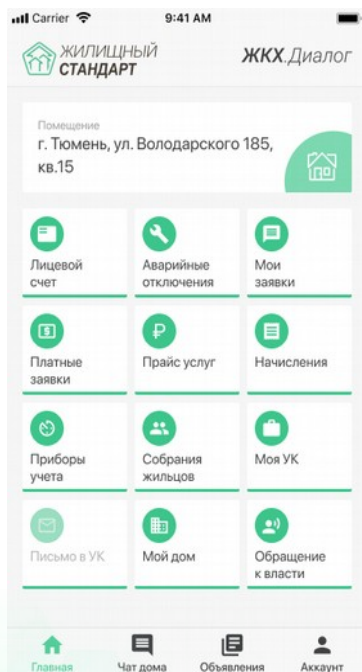 Carrier 9:41 AM
ЖИЛИЩНЫЙ
СТАНДАРТ
ЖКХ.Диалог
Помещение
г. Тюмень, ул. Володарского 185,
кв.15
Лицевой
счет
Аварийные
отключения
Мои
заявки
Платные
заявки
Прайс услуг
Начисления
Приборы
учета
Собрания
жильцов
Моя УК
Письмо в УК
Мой дом
Обращение
к власти
Главная Чат дома Объявления Аккаунт